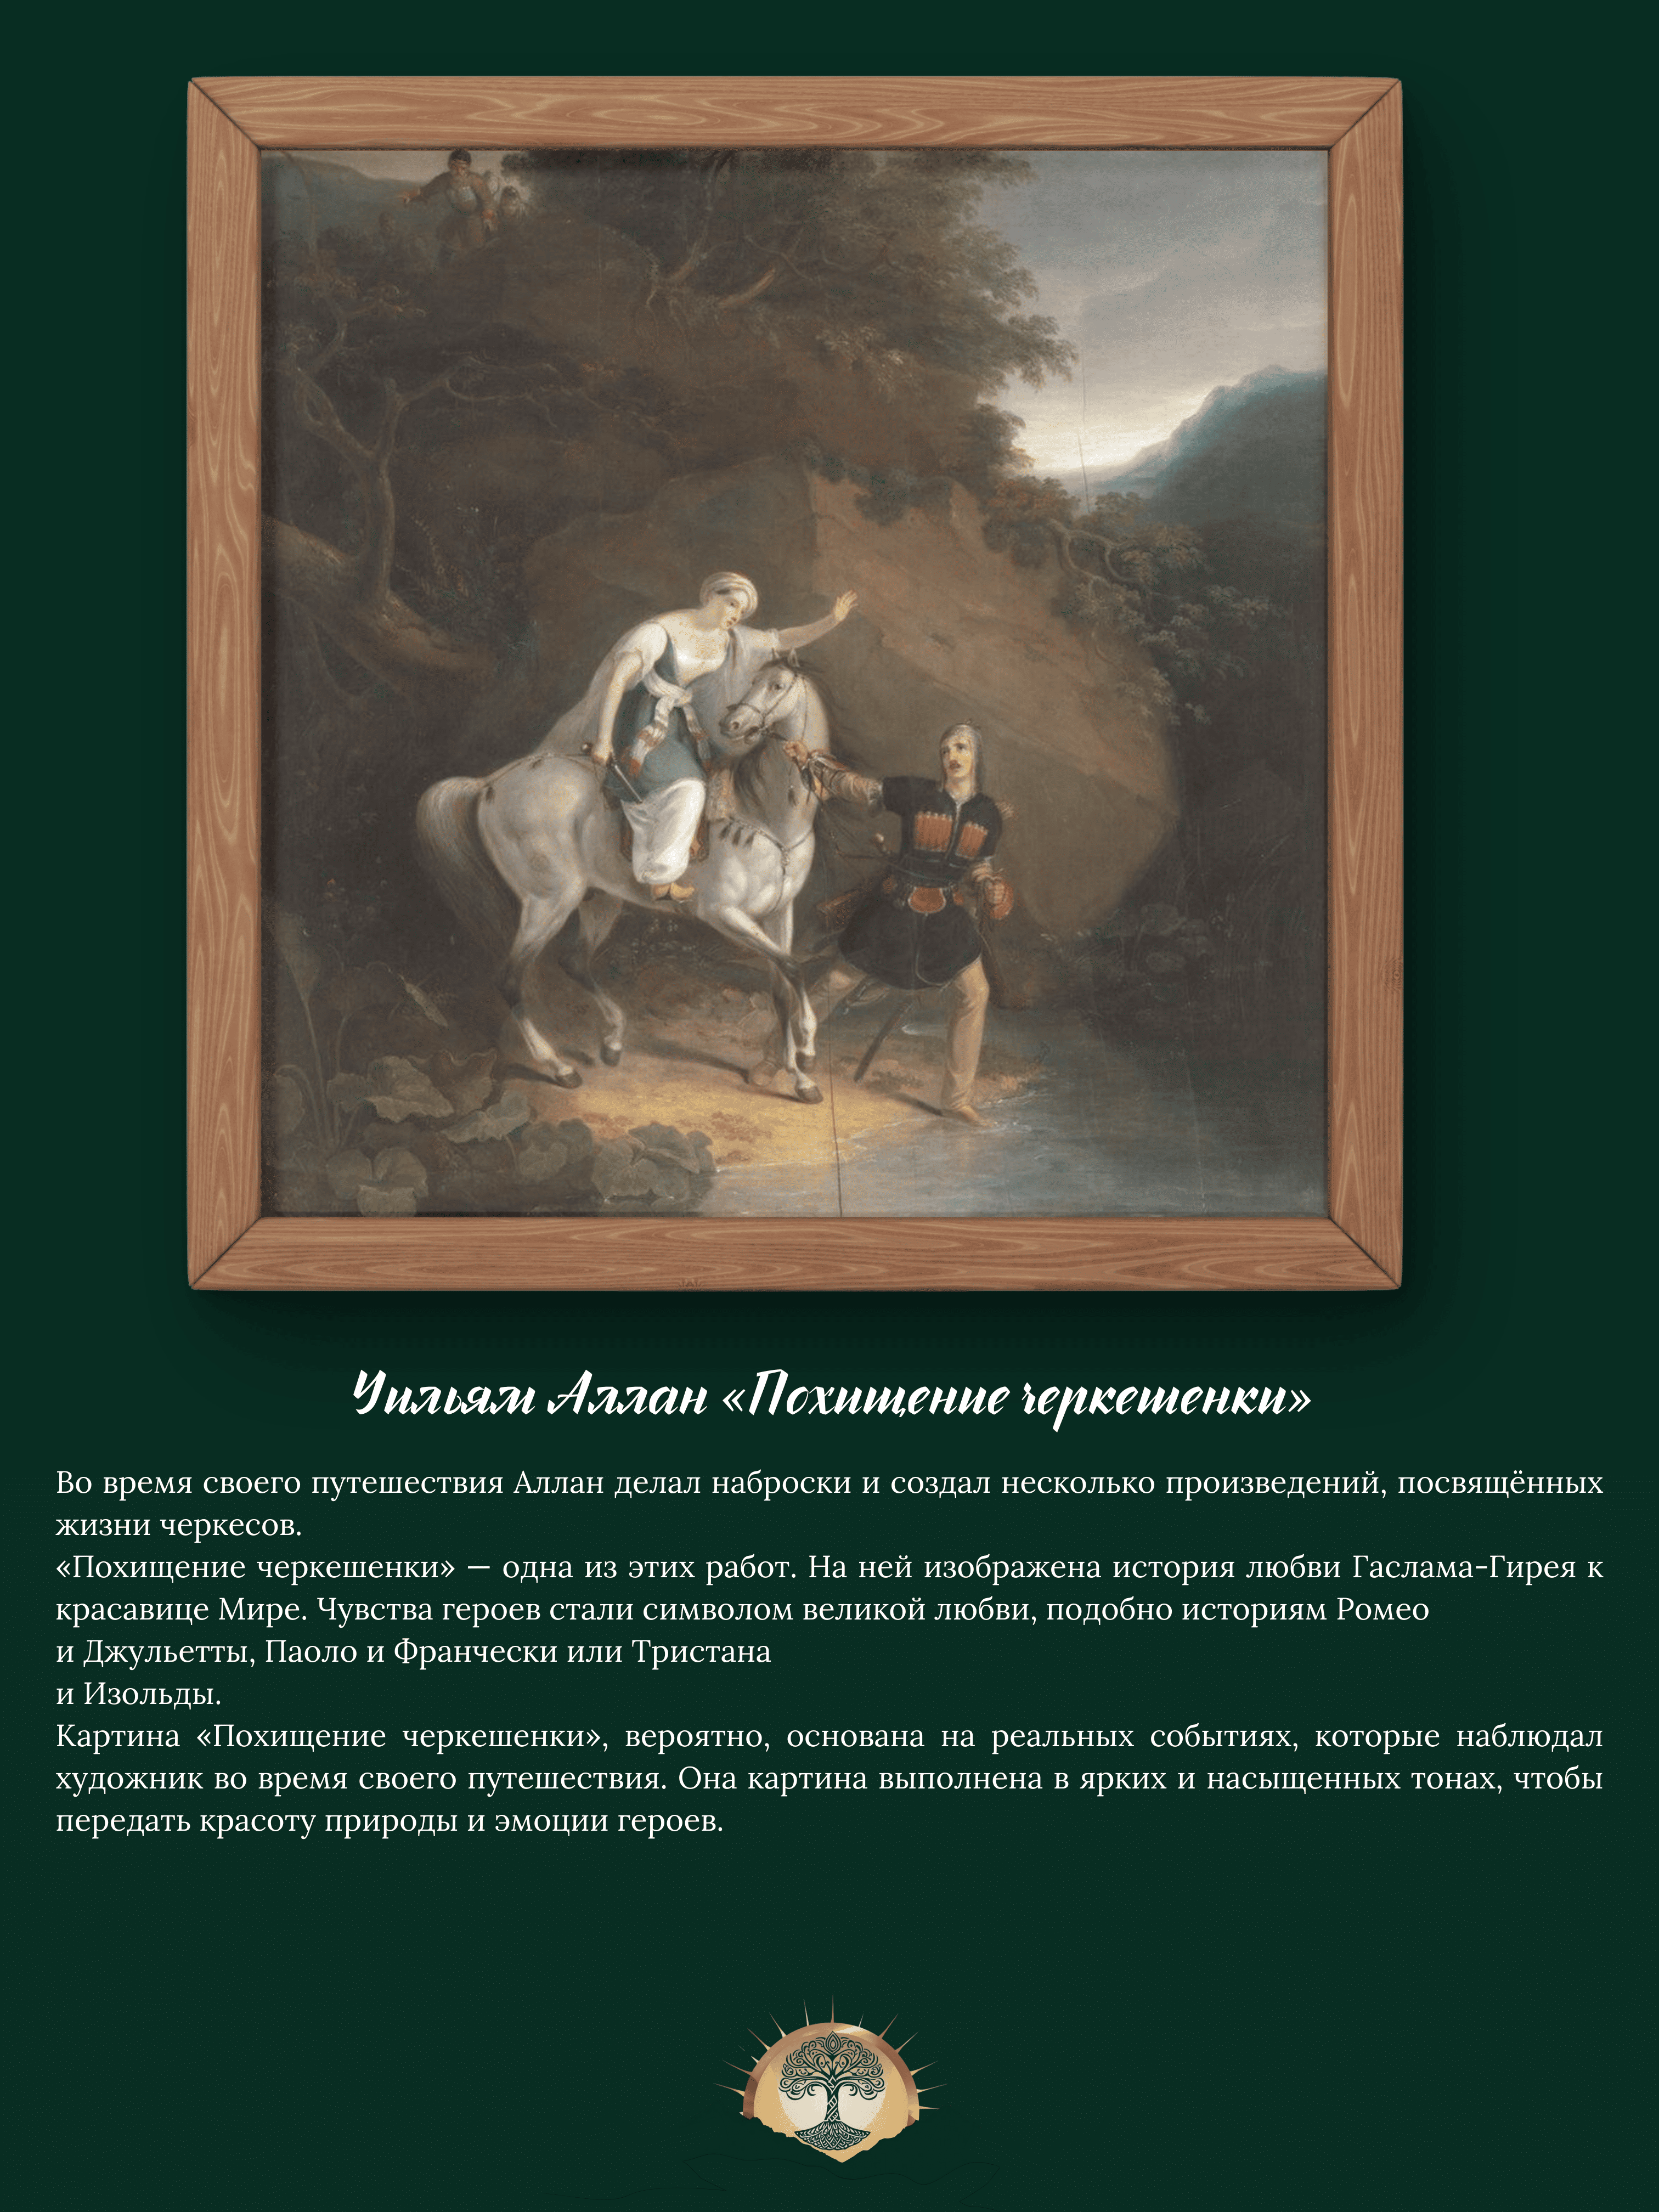 Уильям Аллан «Похищение черкешенки»
Во время своего путешествия Аллан делал наброски и создал несколько произведений, посвящённых
жизни черкесов.
«Похищение черкешенки» — одна из этих работ. На ней изображена история любви Гаслама-Гирея к
красавице Мире. Чувства героев стали символом великой любви, подобно историям Ромео
и Джульетты, Паоло и Франчески или Тристана
и Изольды.
Картина «Похищение черкешенки», вероятно, основана на реальных событиях, которые наблюдал
художник во время своего путешествия. Она картина выполнена в ярких и насыщенных тонах, чтобы
передать красоту природы и эмоции героев.